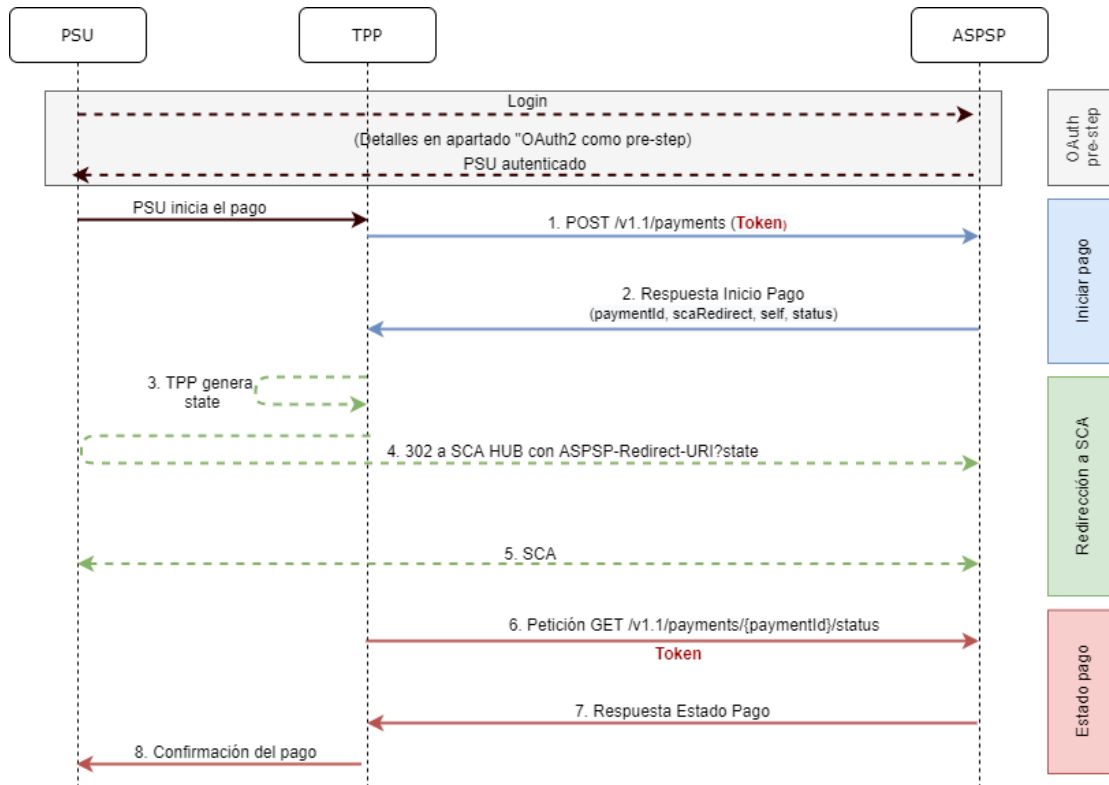 PSU
TPP
ASPSP
Login
(Detalles en apartado "OAuth2 como pre-step)
PSU autenticado
OAuth
pre-step
PSU inicia el pago
1. POST /v1.1/payments (Token)
2. Respuesta Inicio Pago
(paymentId, scaRedirect, self, status)
Iniciar pago
3. TPP genera
state
4. 302 a SCA HUB con ASPSP-Redirect-URI?state
5. SCA
Redirección a SCA
6. Petición GET /v1.1/payments/{paymentId}/status
Token
7. Respuesta Estado Pago
8. Confirmación del pago
Estado pago